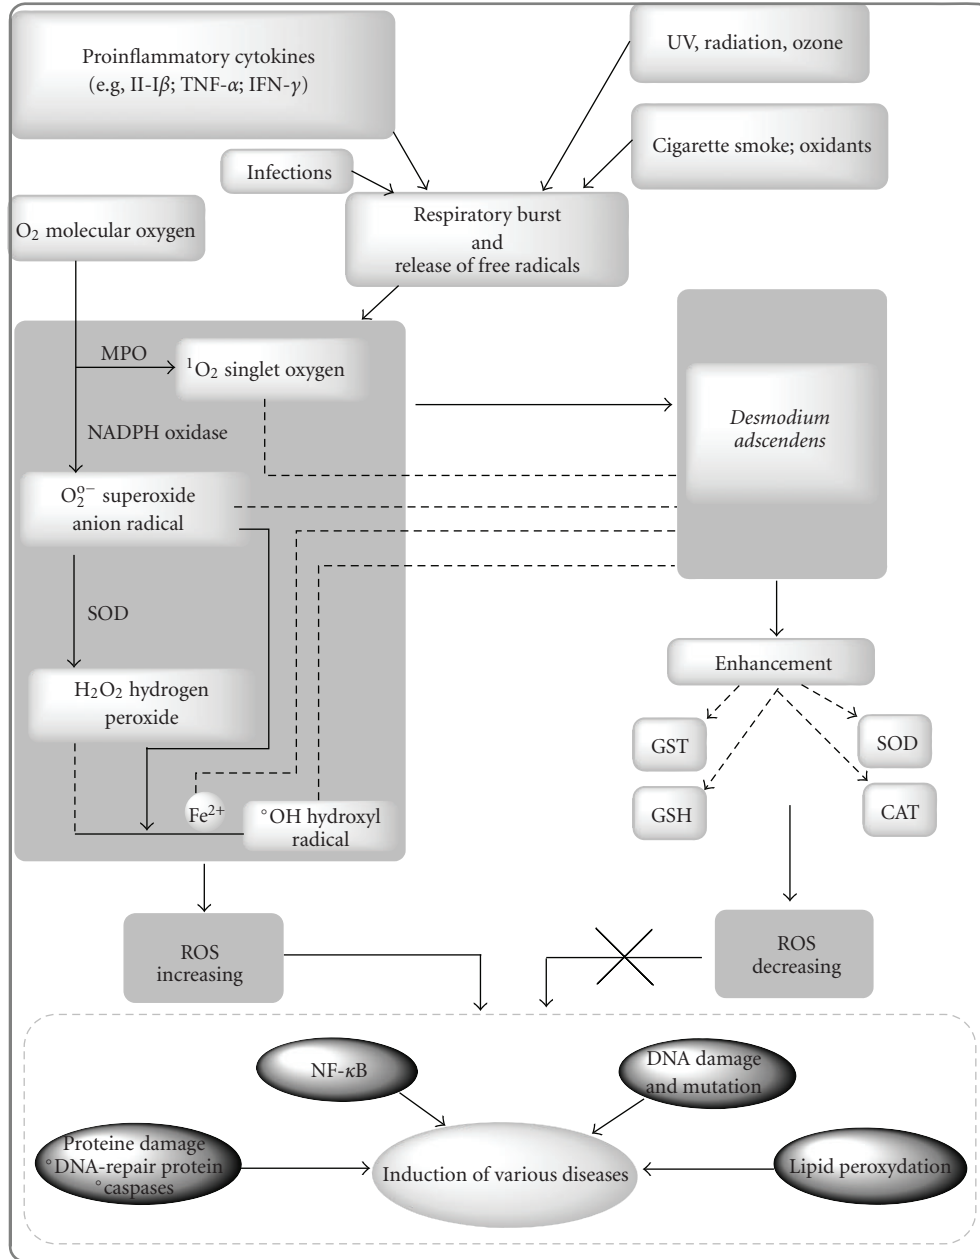 Proinflammatory cytokines
(e.g, II-Iβ; TNF-α; IFN-γ)
UV, radiation, ozone
Cigarette smoke; oxidants
Infections
O₂ molecular oxygen
Respiratory burst
and
release of free radicals
MPO
¹O₂ singlet oxygen
NADPH oxidase
Desmodium
adscendens
O₂°⁻ superoxide
anion radical
SOD
H₂O₂ hydrogen
peroxide
Fe²⁺
°OH hydroxyl
radical
Enhancement
GST
SOD
GSH
CAT
ROS
increasing
ROS
decreasing
NF-κB
DNA damage
and mutation
Proteine damage
°DNA-repair protein
°caspases
Induction of various diseases
Lipid peroxydation